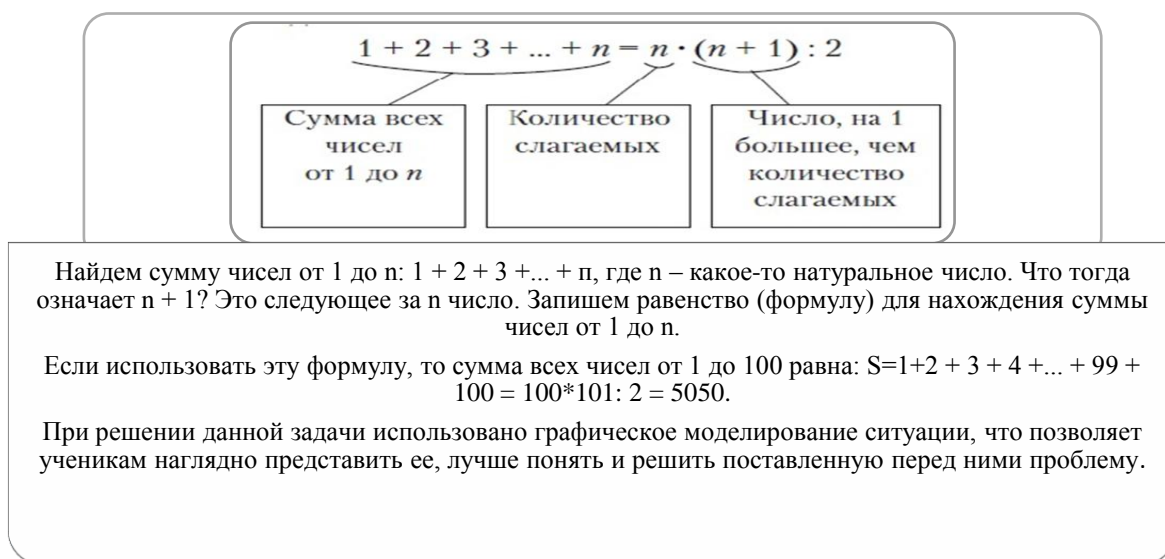 1 + 2 + 3 + ... + n = n · (n + 1) : 2
Сумма всех
чисел
от 1 до n
Количество
слагаемых
Число, на 1
большее, чем
количество
слагаемых
Найдем сумму чисел от 1 до n: 1 + 2 + 3 +... + п, где n – какое-то натуральное число. Что тогда
означает n + 1? Это следующее за n число. Запишем равенство (формулу) для нахождения суммы
чисел от 1 до n.
Если использовать эту формулу, то сумма всех чисел от 1 до 100 равна: S=1+2 + 3 + 4 +... + 99 +
100 = 100*101: 2 = 5050.
При решении данной задачи использовано графическое моделирование ситуации, что позволяет
ученикам наглядно представить ее, лучше понять и решить поставленную перед ними проблему.